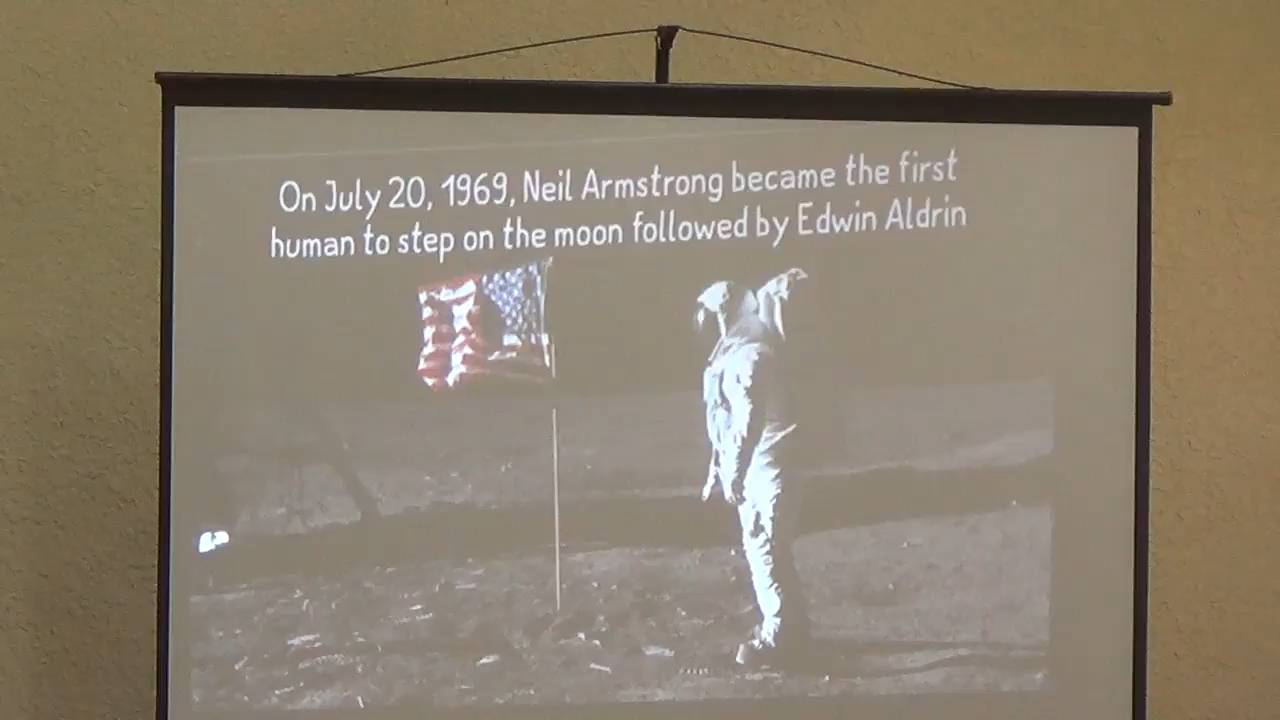 On July 20, 1969, Neil Armstrong became the first
human to step on the moon followed by Edwin Aldrin